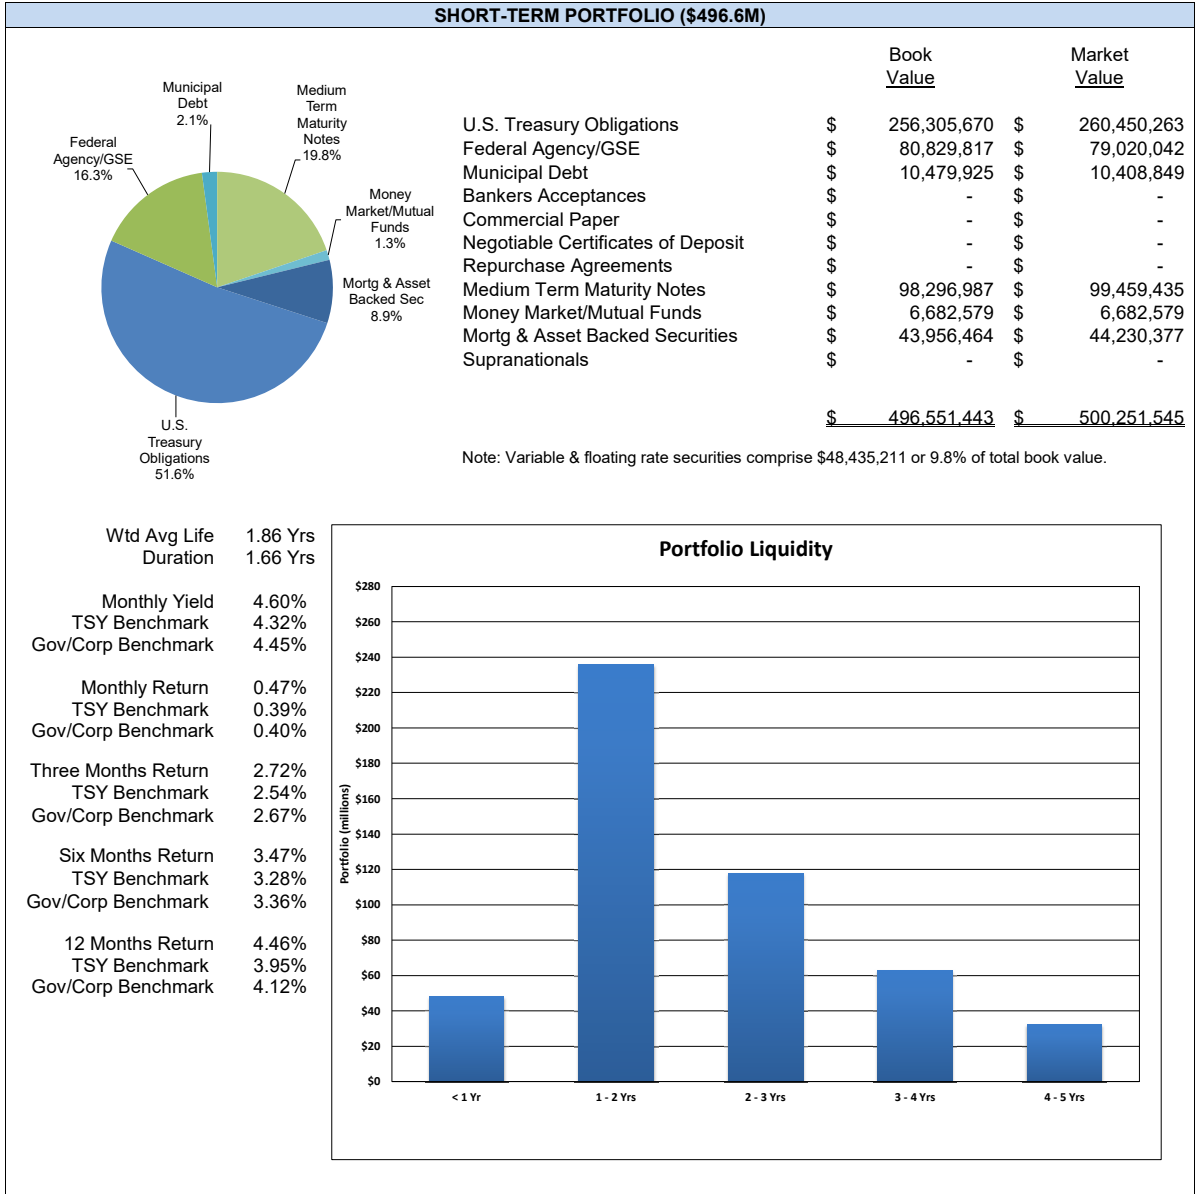 SHORT-TERM PORTFOLIO ($496.6M)
Municipal
Debt
2.1%
Medium
Term
Maturity
Notes
19.8%
Federal
Agency/GSE
16.3%
Money
Market/Mutual
Funds
1.3%
Mortg & Asset
Backed Sec
8.9%
U.S.
Treasury
Obligations
51.6%
Book Market
Value Value
U.S. Treasury Obligations $ 256,305,670 $ 260,450,263
Federal Agency/GSE $ 80,829,817 $ 79,020,042
Municipal Debt $ 10,479,925 $ 10,408,849
Bankers Acceptances $ - $ -
Commercial Paper $ - $ -
Negotiable Certificates of Deposit $ - $ -
Repurchase Agreements $ - $ -
Medium Term Maturity Notes $ 98,296,987 $ 99,459,435
Money Market/Mutual Funds $ 6,682,579 $ 6,682,579
Mortg & Asset Backed Securities $ 43,956,464 $ 44,230,377
Supranationals $ - $ -
$ 496,551,443 $ 500,251,545
Note: Variable & floating rate securities comprise $48,435,211 or 9.8% of total book value.
Wtd Avg Life 1.86 Yrs
Duration 1.66 Yrs
Monthly Yield 4.60%
TSY Benchmark 4.32%
Gov/Corp Benchmark 4.45%
Monthly Return 0.47%
TSY Benchmark 0.39%
Gov/Corp Benchmark 0.40%
Three Months Return 2.72%
TSY Benchmark 2.54%
Gov/Corp Benchmark 2.67%
Six Months Return 3.47%
TSY Benchmark 3.28%
Gov/Corp Benchmark 3.36%
12 Months Return 4.46%
TSY Benchmark 3.95%
Gov/Corp Benchmark 4.12%
Portfolio Liquidity
Portfolio (millions)
$280
$260
$240
$220
$200
$180
$160
$140
$120
$100
$80
$60
$40
$20
$0
< 1 Yr 1 - 2 Yrs 2 - 3 Yrs 3 - 4 Yrs 4 - 5 Yrs